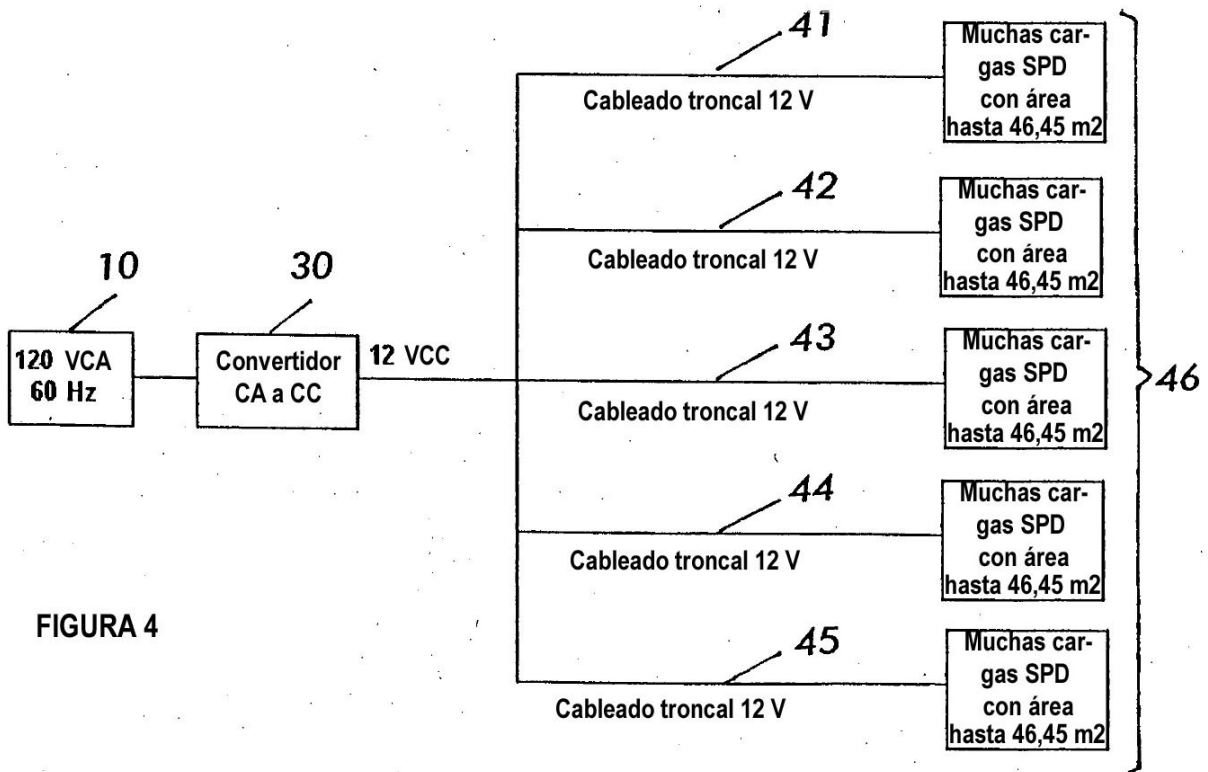 41
Muchas car-
gas SPD
con área
hasta 46,45 m2
Cableado troncal 12 V
42
Muchas car-
gas SPD
con área
hasta 46,45 m2
Cableado troncal 12 V
10
30
120 VCA
60 Hz
Convertidor
CA a CC
12 VCC
43
Muchas car-
gas SPD
con área
hasta 46,45 m2
Cableado troncal 12 V
46
44
Muchas car-
gas SPD
con área
hasta 46,45 m2
Cableado troncal 12 V
FIGURA 4
45
Muchas car-
gas SPD
con área
hasta 46,45 m2
Cableado troncal 12 V